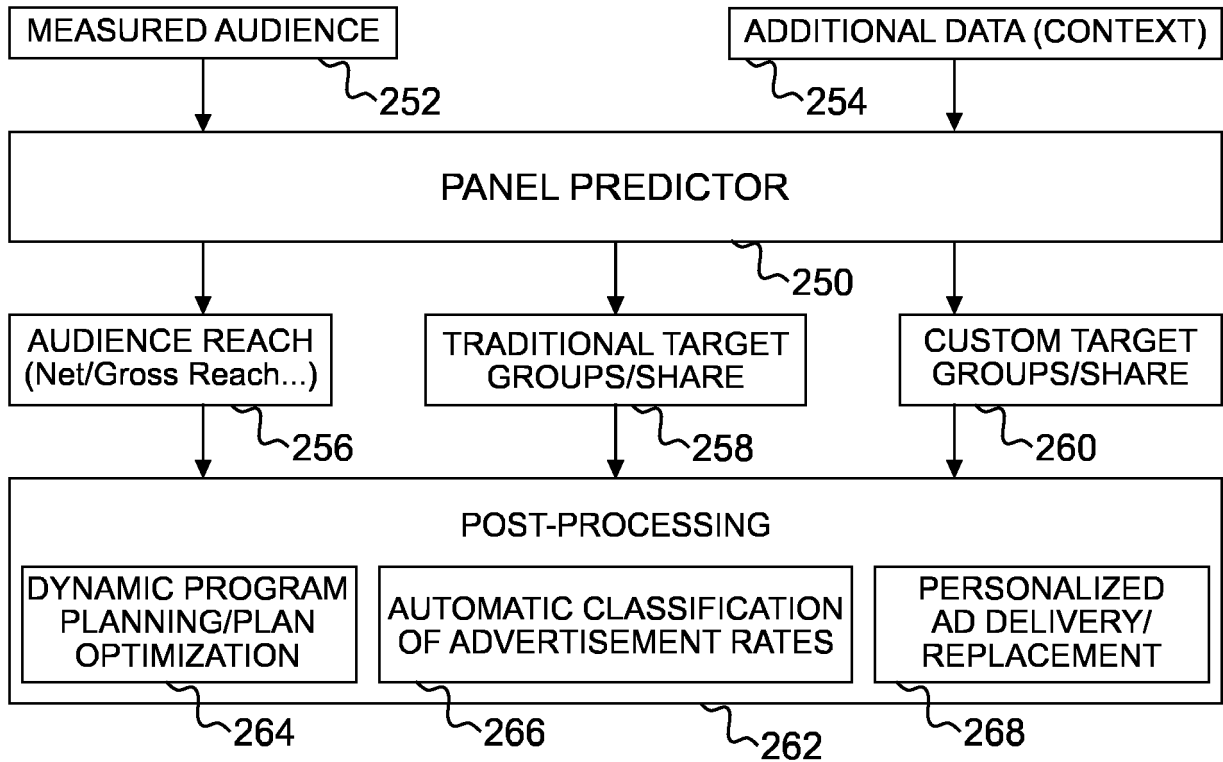 MEASURED AUDIENCE
ADDITIONAL DATA (CONTEXT)
252
254
PANEL PREDICTOR
250
AUDIENCE REACH
(Net/Gross Reach...)
TRADITIONAL TARGET
GROUPS/SHARE
CUSTOM TARGET
GROUPS/SHARE
256
258
260
POST-PROCESSING
DYNAMIC PROGRAM
PLANNING/PLAN
OPTIMIZATION
AUTOMATIC CLASSIFICATION
OF ADVERTISEMENT RATES
PERSONALIZED
AD DELIVERY/
REPLACEMENT
264
266
262
268